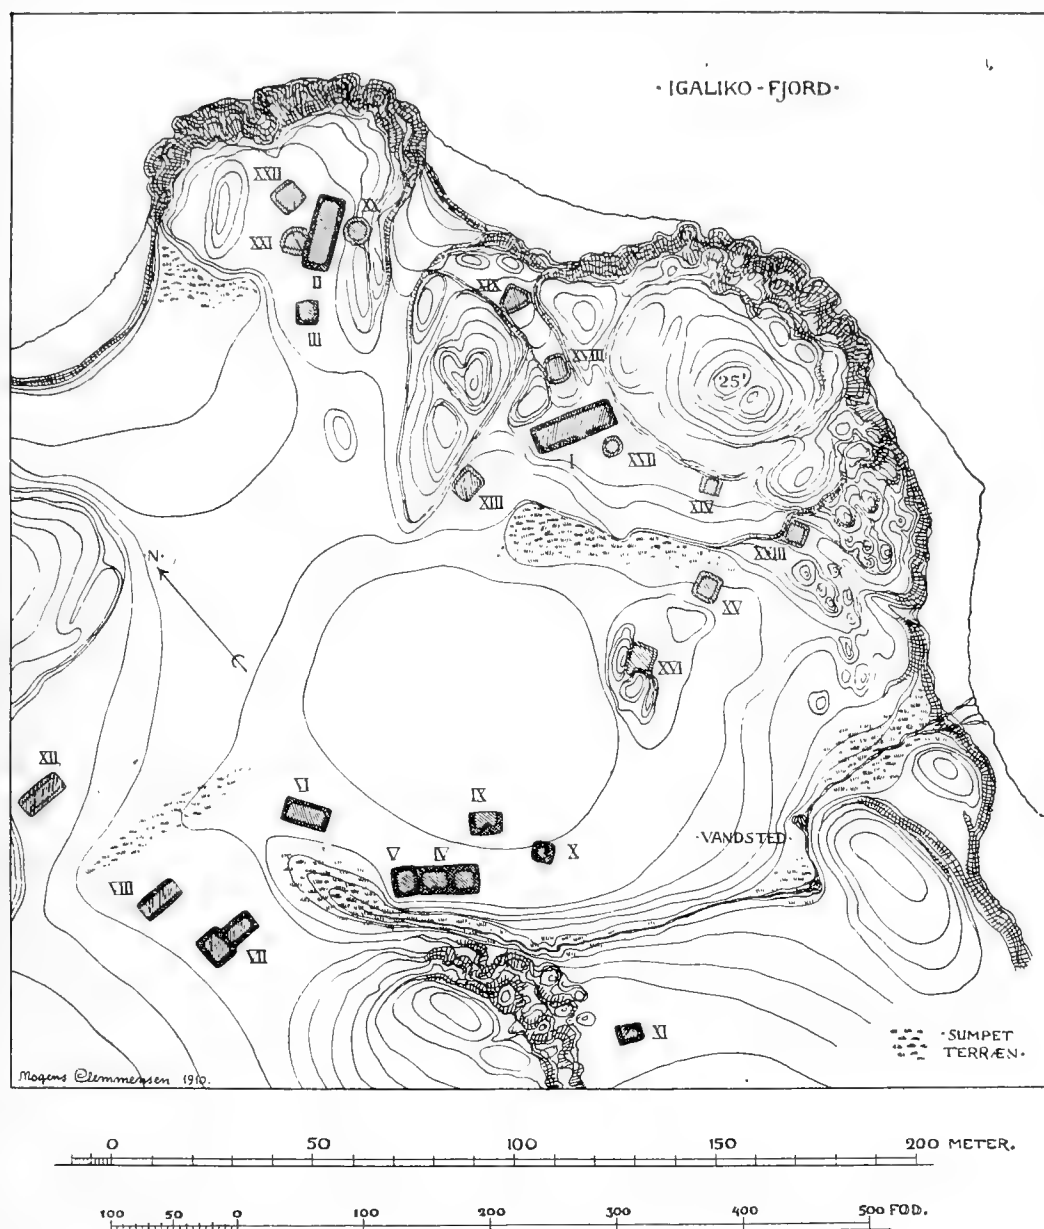 · IGALIKO - FJORD ·
XXII
XX
XXI
II
III
XIX
XVIII
25'
I
XVII
XIII
XIV
XXIII
· N ·
XV
XVI
XII
VI
IX
· VANDSTED ·
V
IV
X
VIII
VII
XI
· SUMPET
TERRÆN ·
Mogens Clemmensen 1910.
0 50 100 150 200 METER.
100 50 0 100 200 300 400 500 FOD.